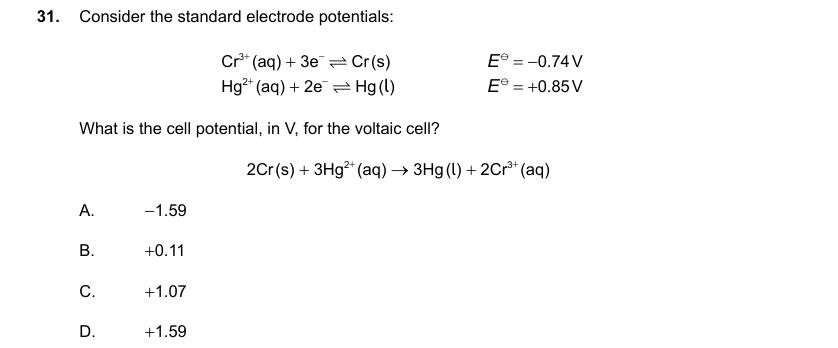 31. Consider the standard electrode potentials:
Cr³⁺ (aq) + 3e⁻ ⇌ Cr (s) E⊖ = −0.74 V
Hg²⁺ (aq) + 2e⁻ ⇌ Hg (l) E⊖ = +0.85 V
What is the cell potential, in V, for the voltaic cell?
2Cr (s) + 3Hg²⁺ (aq) → 3Hg (l) + 2Cr³⁺ (aq)
A. −1.59
B. +0.11
C. +1.07
D. +1.59